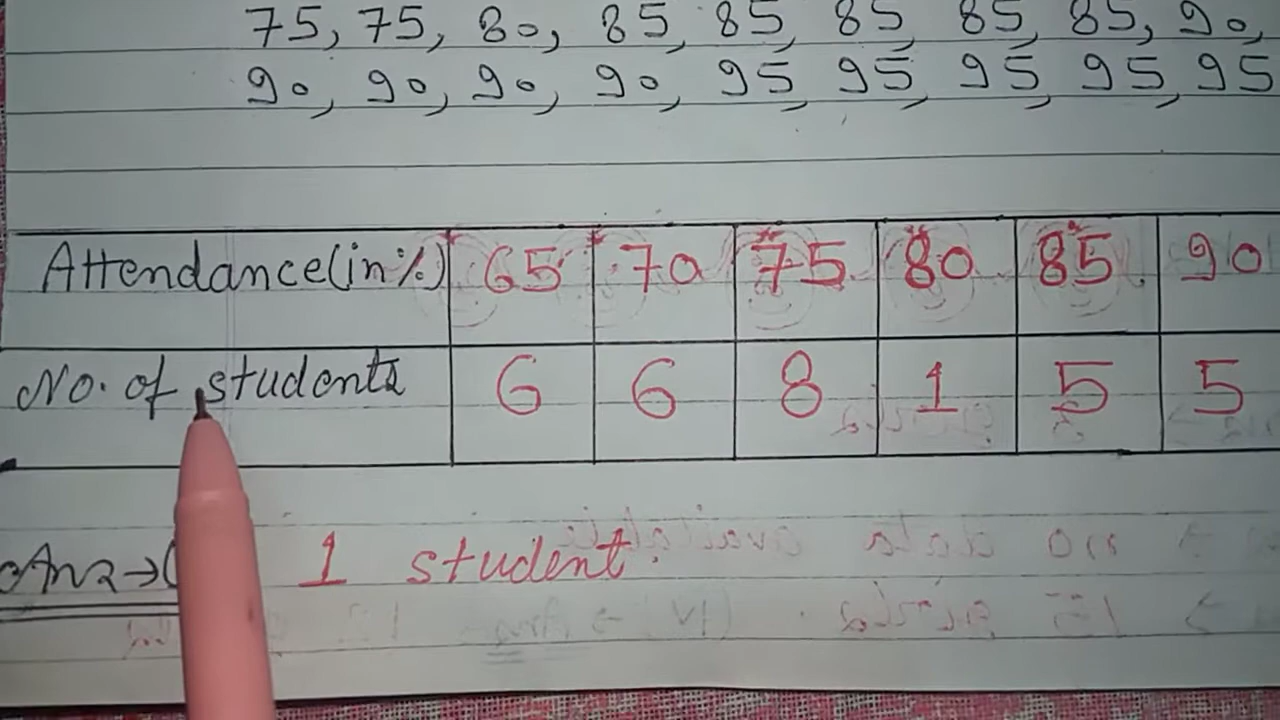 75, 75, 80, 85, 85, 85, 85, 85, 90,
90, 90, 90, 90, 95, 95, 95, 95, 95
Attendance(in%) 65 70 75 80 85 90
No. of students 6 6 8 1 5 5
Ans→( 1 student.